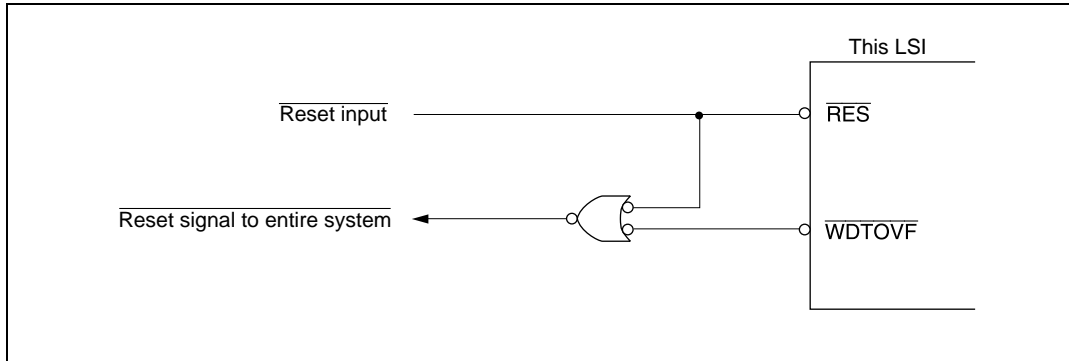 This LSI
Reset input
RES
Reset signal to entire system
WDTOVF